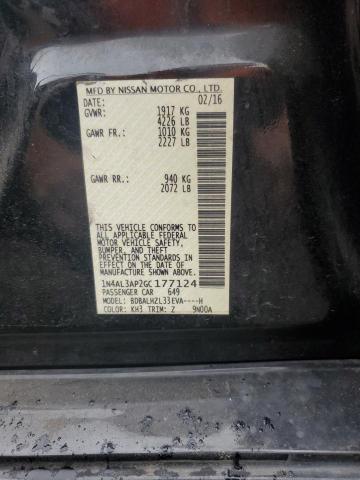 MFD BY NISSAN MOTOR CO., LTD.
DATE: 02/16
GVWR: 1917 KG
4226 LB
GAWR FR: 1010 KG
2227 LB
GAWR RR: 940 KG
2072 LB
THIS VEHICLE CONFORMS TO
ALL APPLICABLE FEDERAL
MOTOR VEHICLE SAFETY,
BUMPER, AND THEFT
PREVENTION STANDARDS
IN EFFECT ON THE DATE OF
MANUFACTURE SHOWN ABOVE.
1N4AL3AP2GC177124
PASSENGER CAR 649
MODEL: BDBALHZL33EVA----H
COLOR: KH3 TRIM: Z 9N00A